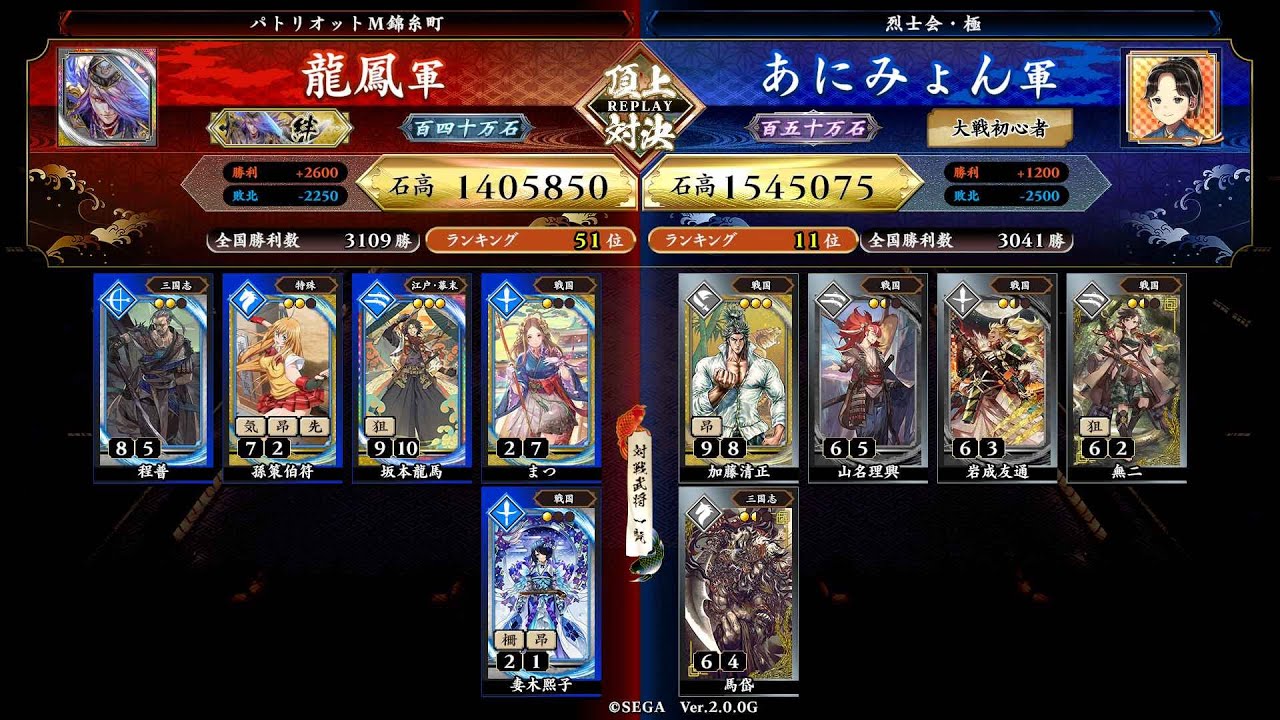 パトリオットM錦糸町
烈士会・極
龍鳳軍
頂上
REPLAY
対決
あにみょん軍
絆
百四十万石
百五十万石
大戦初心者
勝利 +2600
敗北 -2250
石高 1405850
石高 1545075
勝利 +1200
敗北 -2500
全国勝利数 3109勝
ランキング 51位
ランキング 11位
全国勝利数 3041勝
三国志
特殊
江戸・幕末
戦国
戦国
戦国
戦国
戦国
気 昂 先
狙
昂
狙
8 5
7 2
9 10
2 7
9 8
6 5
6 3
6 2
程普
孫策伯符
坂本龍馬
まつ
加藤清正
山名理興
岩成友通
無二
対戦武将一覧
戦国
三国志
柵 昂
2 1
6 4
妻木煕子
馬岱
©SEGA Ver.2.0.0G